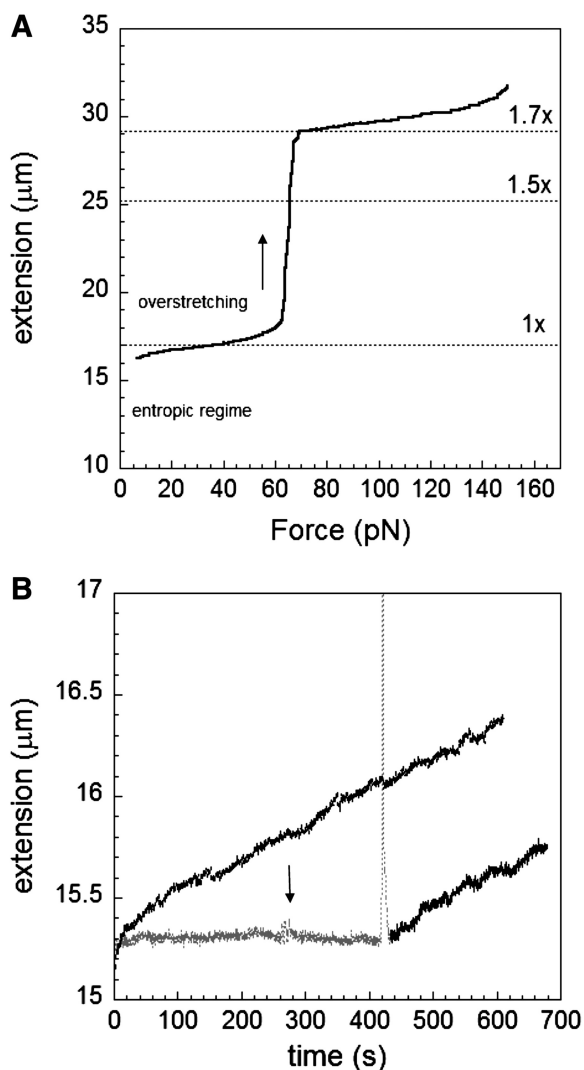 A
35
30
25
20
15
10
extension (μm)
1.7x
1.5x
1x
overstretching
entropic regime
0 20 40 60 80 100 120 140 160
Force (pN)
B
17
16.5
16
15.5
15
extension (μm)
0 100 200 300 400 500 600 700
time (s)